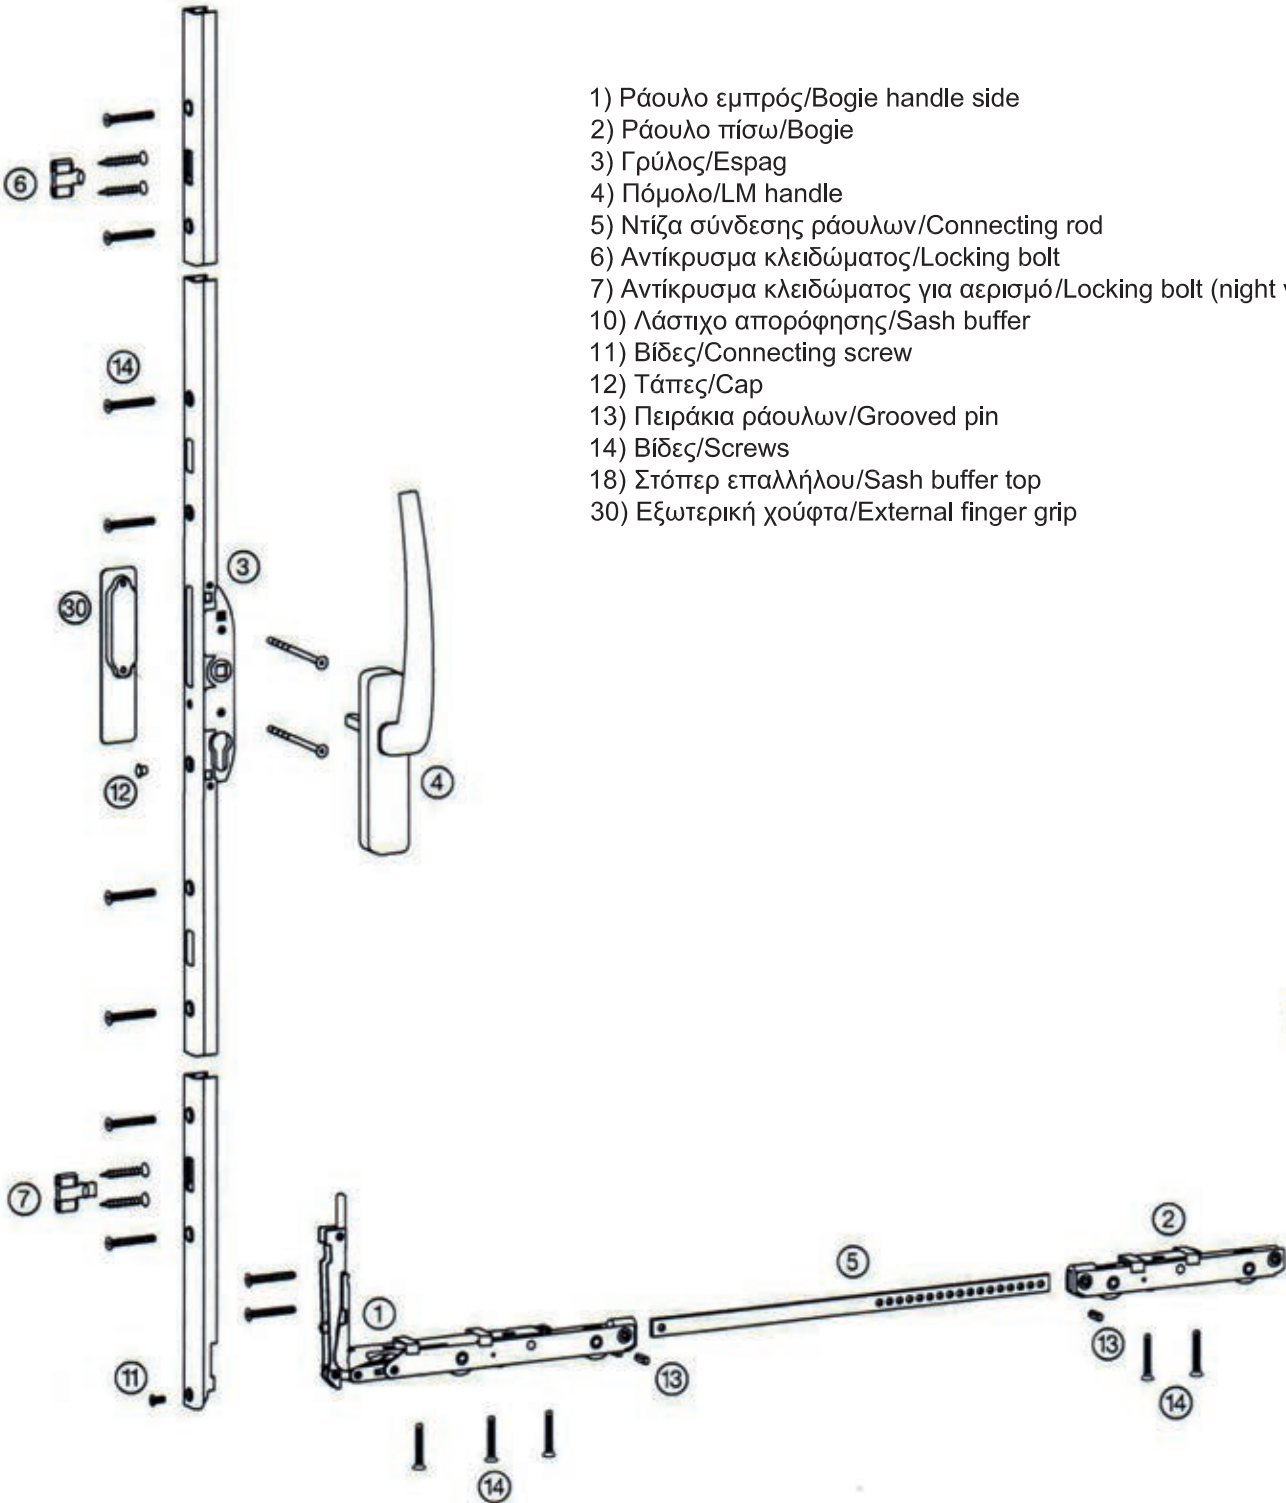 1) Ράουλο εμπρός/Bogie handle side
2) Ράουλο πίσω/Bogie
3) Γρύλος/Espag
4) Πόμολο/LM handle
5) Ντίζα σύνδεσης ράουλων/Connecting rod
6) Αντίκρυσμα κλειδώματος/Locking bolt
7) Αντίκρυσμα κλειδώματος για αερισμό/Locking bolt (night
10) Λάστιχο απορόφησης/Sash buffer
11) Βίδες/Connecting screw
12) Τάπες/Cap
13) Πειράκια ράουλων/Grooved pin
14) Βίδες/Screws
18) Στόπερ επαλλήλου/Sash buffer top
30) Εξωτερική χούφτα/External finger grip
6
14
3
30
12
4
7
2
5
1
13
13
11
14
14